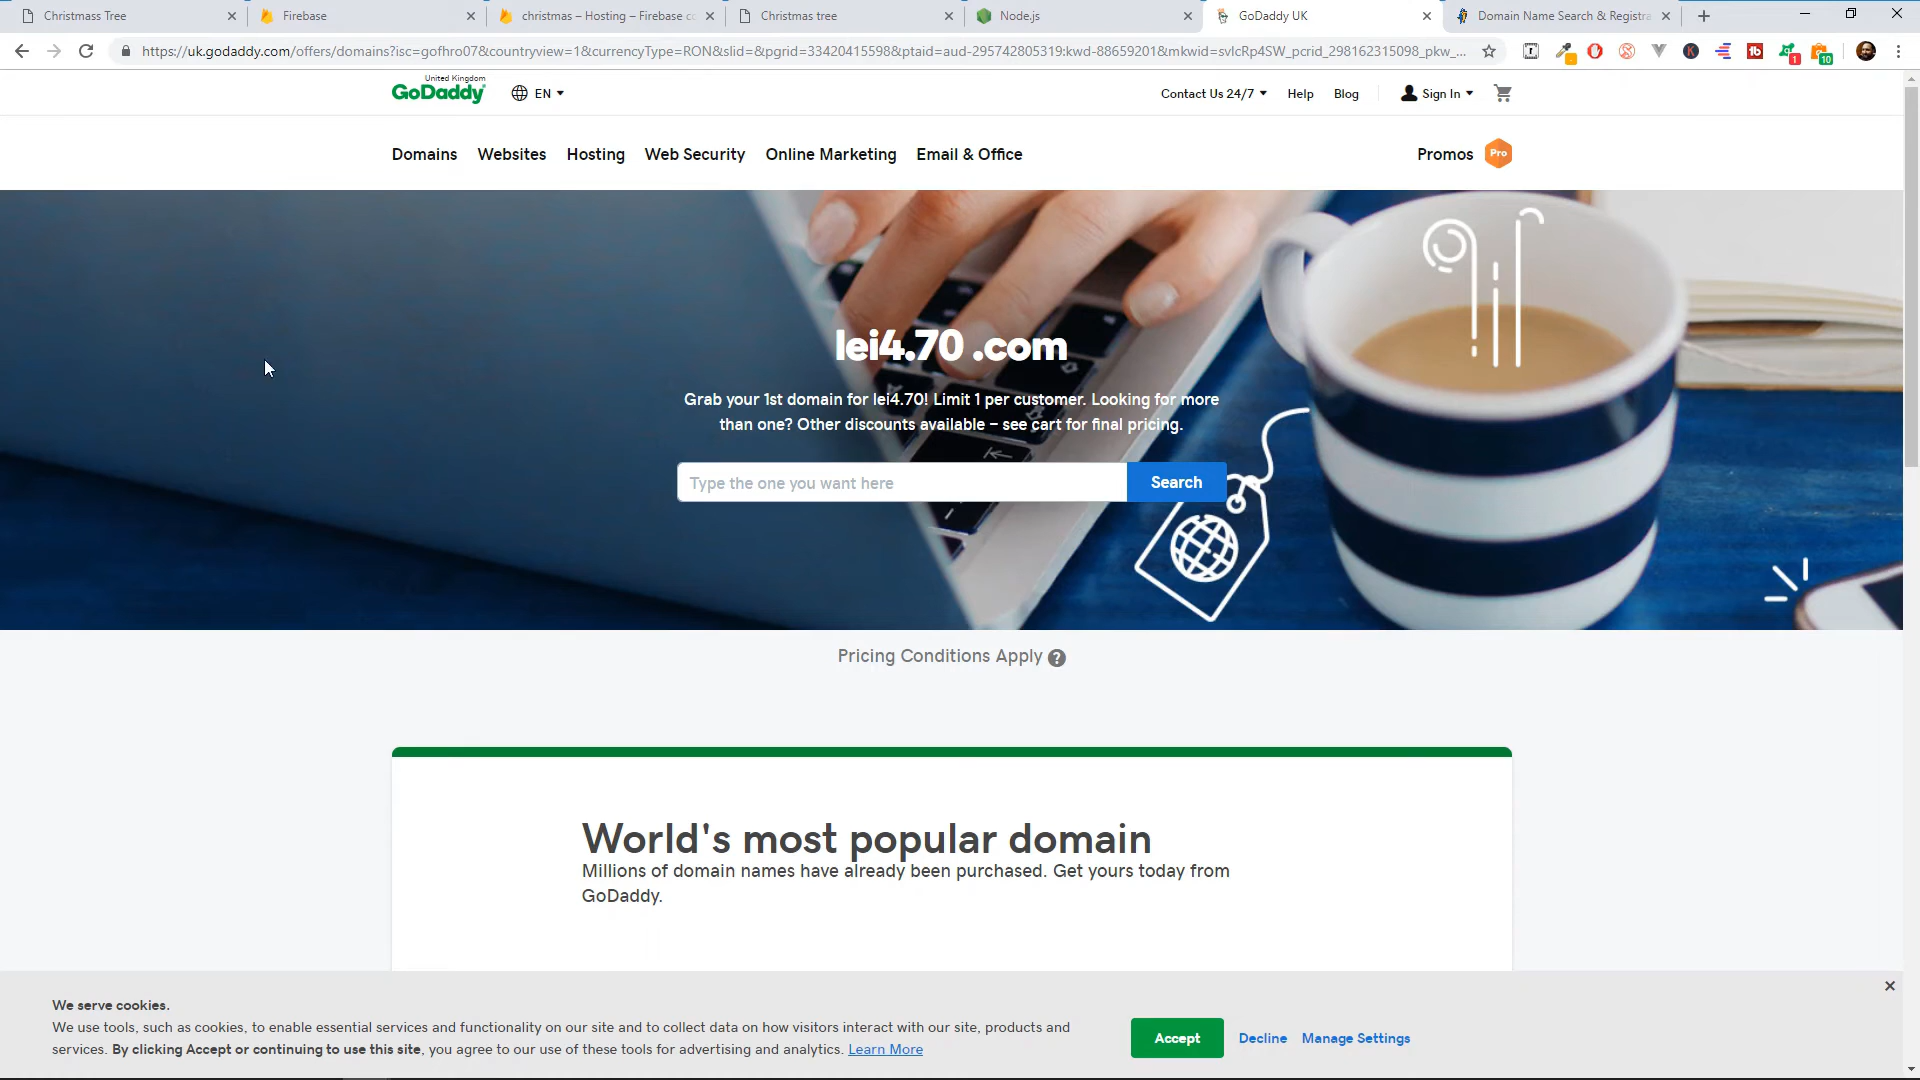 Christmass Tree
Firebase
christmas – Hosting – Firebase co
Christmas tree
Node.js
GoDaddy UK
Domain Name Search & Registra
https://uk.godaddy.com/offers/domains?isc=gofhro07&countryview=1&currencyType=RON&slid=&pgrid=33420415598&ptaid=aud-295742805319:kwd-88659201&mkwid=svIcRp4SW_pcrid_298162315098_pkw_...
1
10
United Kingdom
GoDaddy
EN
Contact Us 24/7
Help
Blog
Sign In
Domains
Websites
Hosting
Web Security
Online Marketing
Email & Office
Promos
Pro
lei4.70 .com
Grab your 1st domain for lei4.70! Limit 1 per customer. Looking for more
than one? Other discounts available – see cart for final pricing.
Type the one you want here
Search
Pricing Conditions Apply ?
World's most popular domain
Millions of domain names have already been purchased. Get yours today from
GoDaddy.
We serve cookies.
We use tools, such as cookies, to enable essential services and functionality on our site and to collect data on how visitors interact with our site, products and
services. By clicking Accept or continuing to use this site, you agree to our use of these tools for advertising and analytics. Learn More
Accept
Decline
Manage Settings